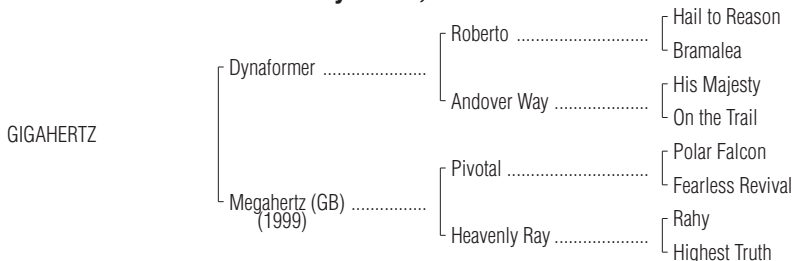 Hail to Reason
Roberto ............................
Bramalea
Dynaformer ......................
His Majesty
Andover Way ....................
On the Trail
GIGAHERTZ
Polar Falcon
Pivotal ..............................
Fearless Revival
Megahertz (GB) ................
(1999)
Rahy
Heavenly Ray ....................
Highest Truth